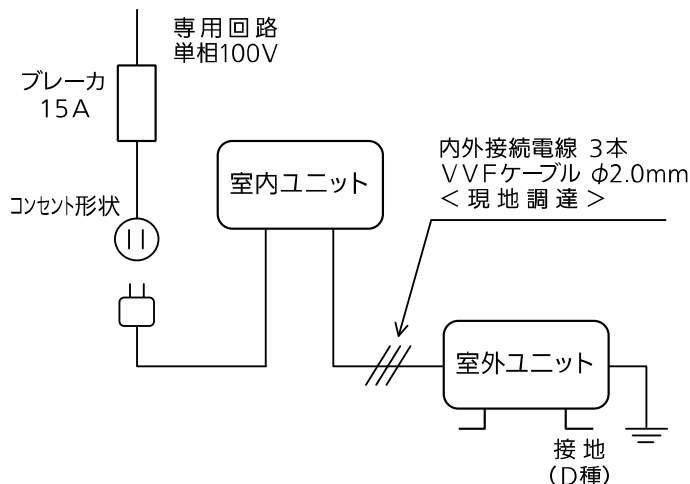 専用回路
単相100V
ブレーカ
15A
コンセント形状
室内ユニット
内外接続電線 3本
VVFケーブル φ2.0mm
<現地調達>
室外ユニット
接地
(D種)